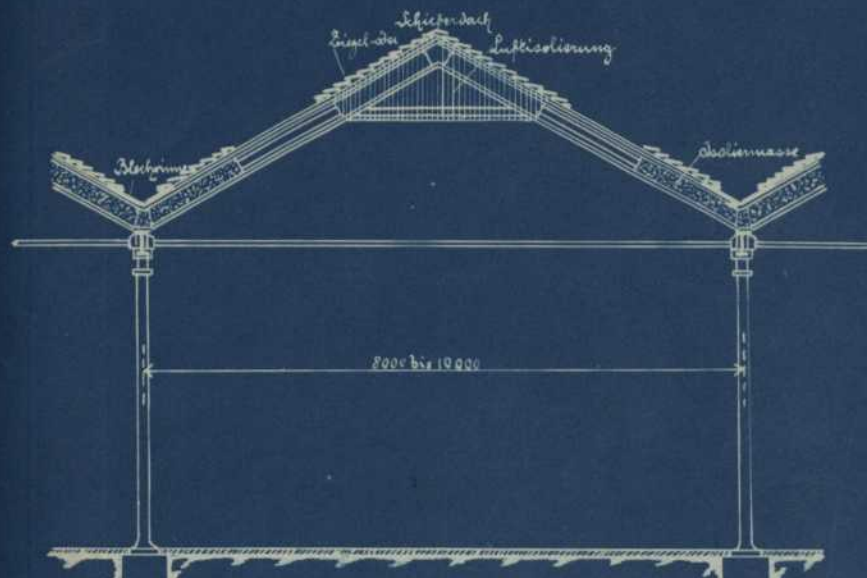 Schieferdach
Ziegel- oder
Luftisolierung
Blechrinne
Isoliermasse
8000 bis 10000